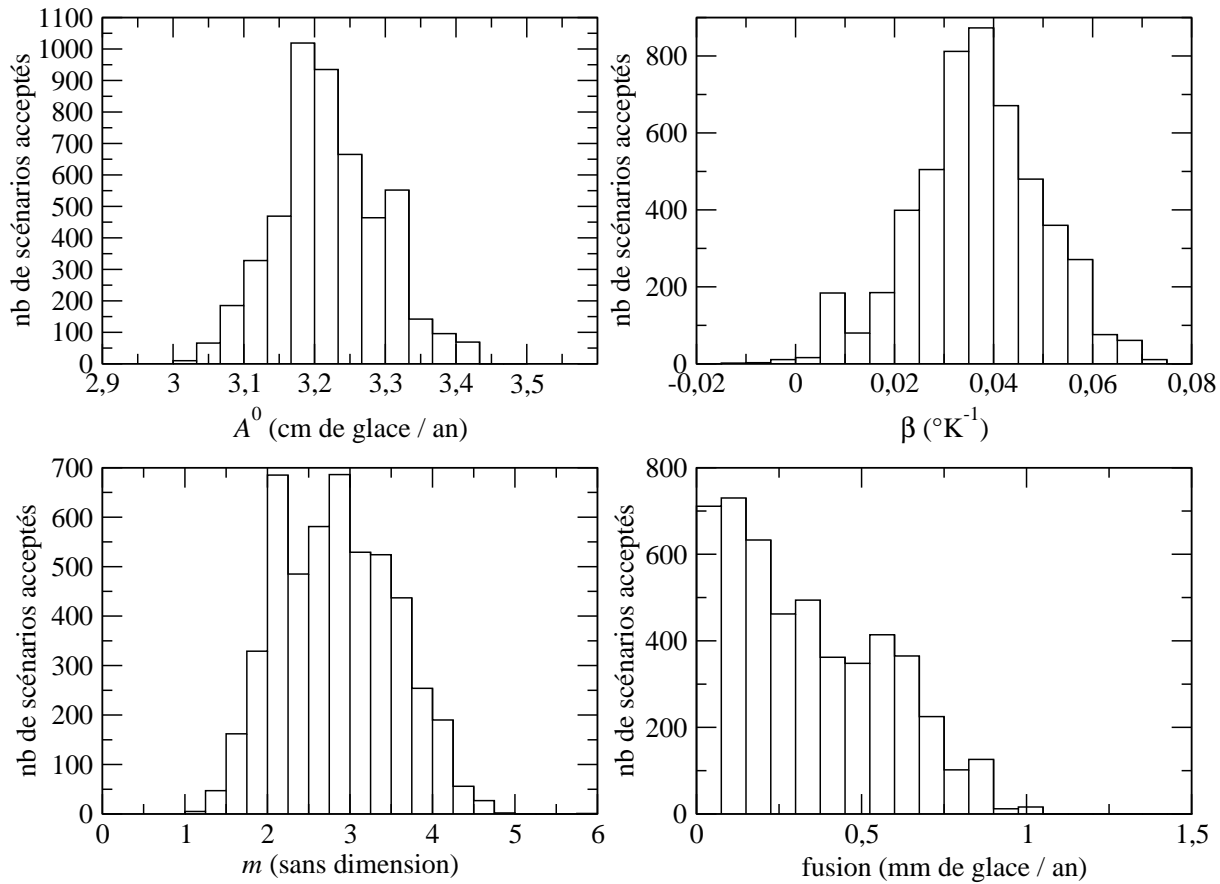 1100
1000
900
800
700
600
500
400
300
200
100
0
nb de scénarios acceptés
2,9 3 3,1 3,2 3,3 3,4 3,5
A⁰ (cm de glace / an)
800
600
400
200
0
nb de scénarios acceptés
-0,02 0 0,02 0,04 0,06 0,08
β (°K⁻¹)
700
600
500
400
300
200
100
0
nb de scénarios acceptés
0 1 2 3 4 5 6
m (sans dimension)
800
600
400
200
0
nb de scénarios acceptés
0 0,5 1 1,5
fusion (mm de glace / an)